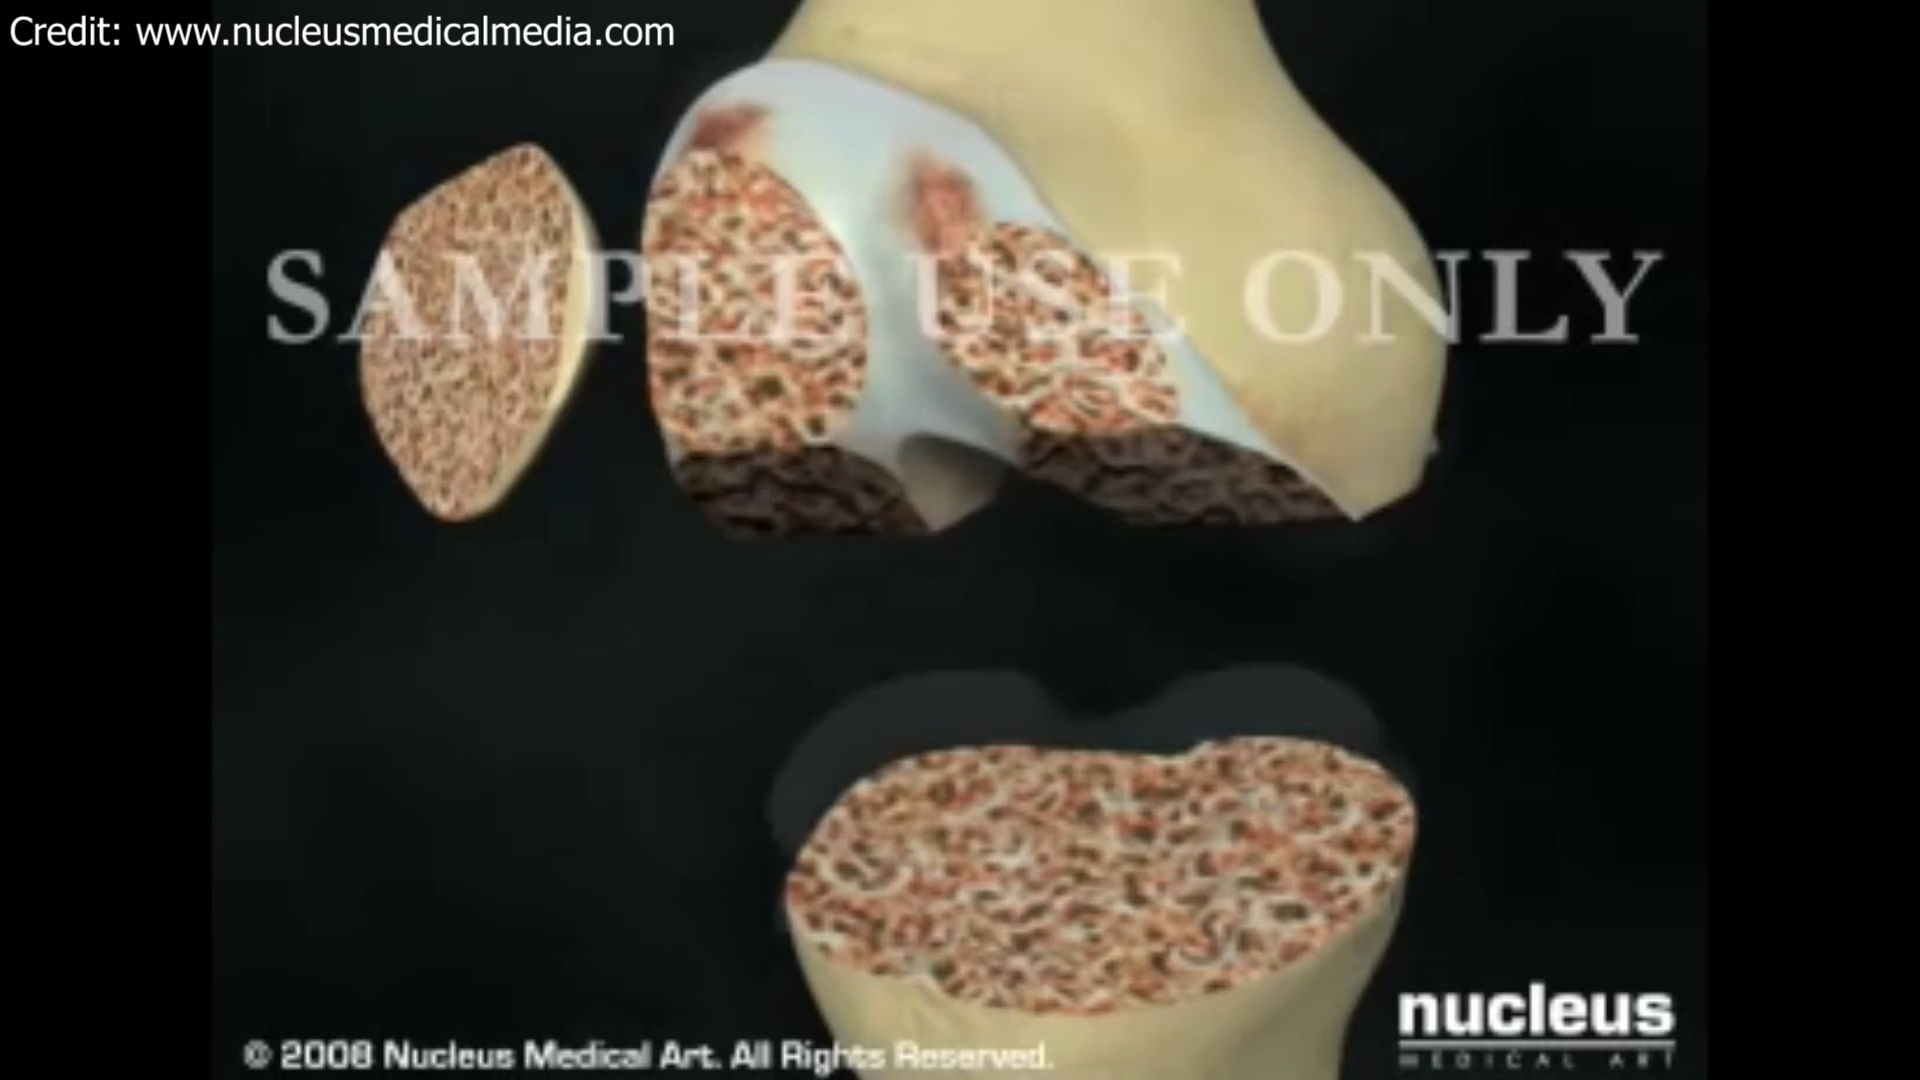 Credit: www.nucleusmedicalmedia.com
SAMPLE USE ONLY
nucleus
MEDICAL ART
© 2008 Nucleus Medical Art. All Rights Reserved.